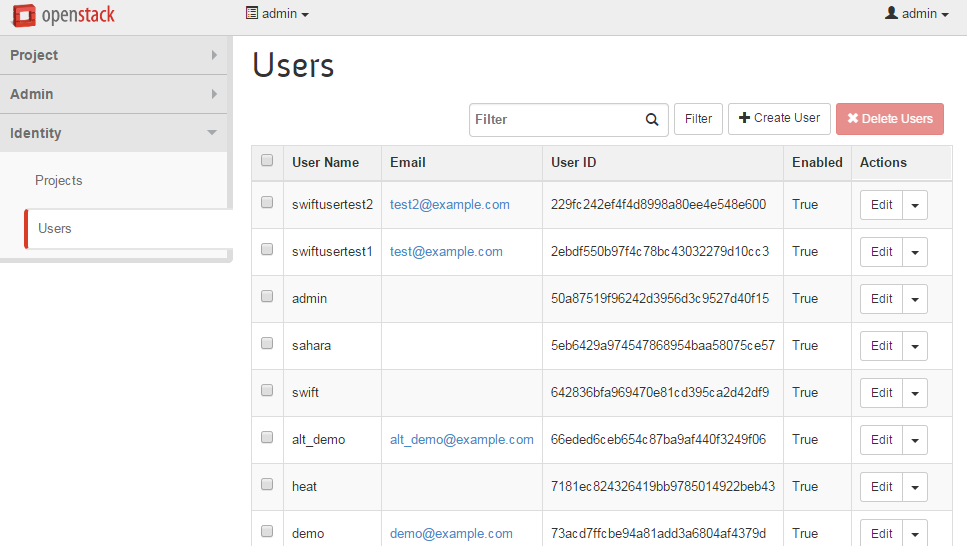 openstack admin admin
Project
Admin
Identity
Projects
Users
Users
Filter Filter Create User Delete Users
User Name Email User ID Enabled Actions
swiftusertest2 test2@example.com 229fc242ef4f4d8998a80ee4e548e600 True Edit
swiftusertest1 test@example.com 2ebdf550b97f4c78bc43032279d10cc3 True Edit
admin 50a87519f96242d3956d3c9527d40f15 True Edit
sahara 5eb6429a974547868954baa58075ce57 True Edit
swift 642836bfa969470e81cd395ca2d42df9 True Edit
alt_demo alt_demo@example.com 66eded6ceb654c87ba9af440f3249f06 True Edit
heat 7181ec824326419bb9785014922beb43 True Edit
demo demo@example.com 73acd7ffcbe94a81add3a6804af4379d True Edit